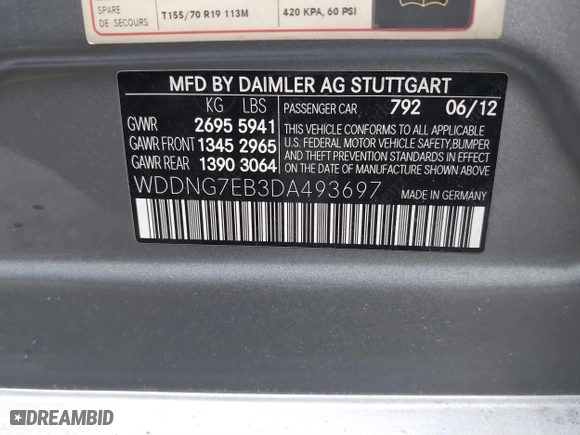 SPARE
DE SECOURS
T155/70 R19 113M
420 KPA, 60 PSI
MFD BY DAIMLER AG STUTTGART
KG LBS
GVWR 2695 5941
GAWR FRONT 1345 2965
GAWR REAR 1390 3064
PASSENGER CAR 792 06/12
THIS VEHICLE CONFORMS TO ALL APPLICABLE
U.S. FEDERAL MOTOR VEHICLE SAFETY, BUMPER
AND THEFT PREVENTION STANDARDS IN EFFECT
ON THE DATE OF MANUFACTURE SHOWN ABOVE.
WDDNG7EB3DA493697
MADE IN GERMANY
DREAMBID